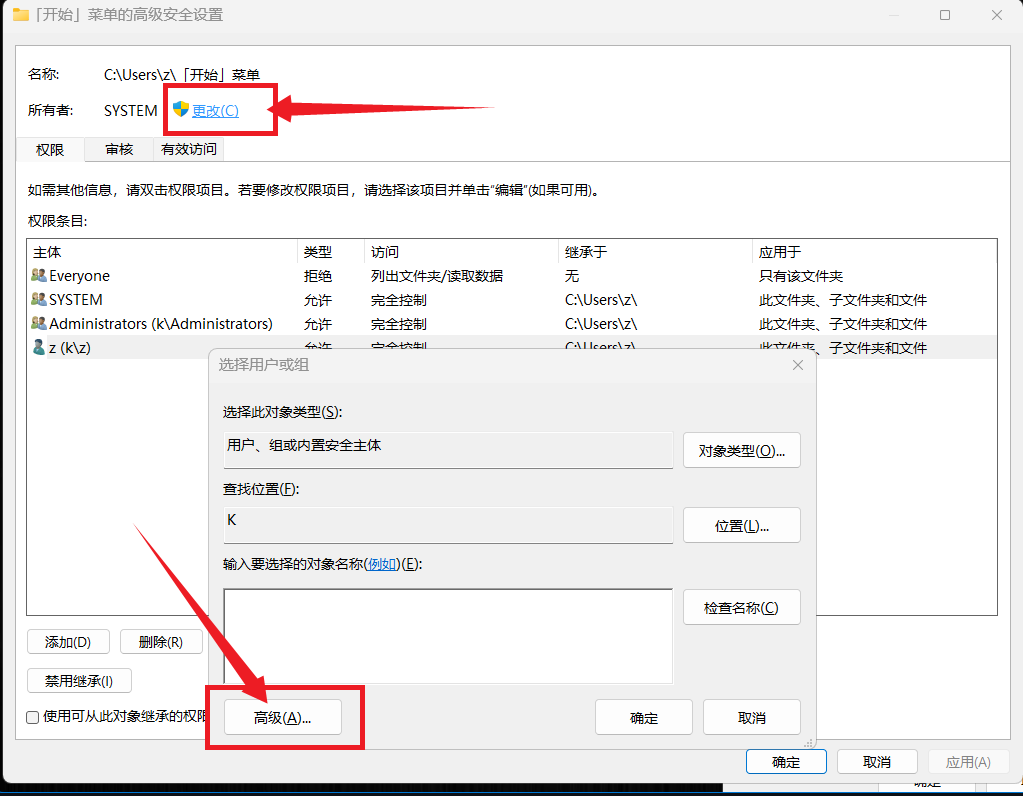 「开始」菜单的高级安全设置
名称: C:\Users\z\「开始」菜单
所有者: SYSTEM 更改(C)
权限 审核 有效访问
如需其他信息，请双击权限项目。若要修改权限项目，请选择该项目并单击“编辑”(如果可用)。
权限条目:
主体 类型 访问 继承于 应用于
Everyone 拒绝 列出文件夹/读取数据 无 只有该文件夹
SYSTEM 允许 完全控制 C:\Users\z\ 此文件夹、子文件夹和文件
Administrators (k\Administrators) 允许 完全控制 C:\Users\z\ 此文件夹、子文件夹和文件
z (k\z) 允许 完全控制 C:\Users\z\ 此文件夹、子文件夹和文件
选择用户或组
选择此对象类型(S):
用户、组或内置安全主体 对象类型(O)...
查找位置(F):
K 位置(L)...
输入要选择的对象名称(例如)(E):
检查名称(C)
添加(D) 删除(R)
禁用继承(I)
使用可从此对象继承的权限
高级(A)... 确定 取消
确定 取消 应用(A)
确定